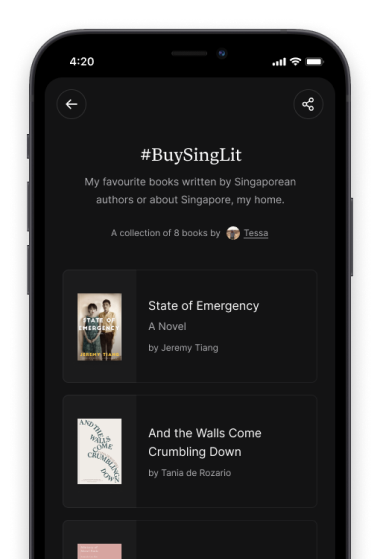 4:20
#BuySingLit
My favourite books written by Singaporean
authors or about Singapore, my home.
A collection of 8 books by Tessa
STATE OF
EMERGENCY
JEREMY TIANG
State of Emergency
A Novel
by Jeremy Tiang
AND THE
WALLS
COME
CRUMBLING
DOWN
And the Walls Come
Crumbling Down
by Tania de Rozario